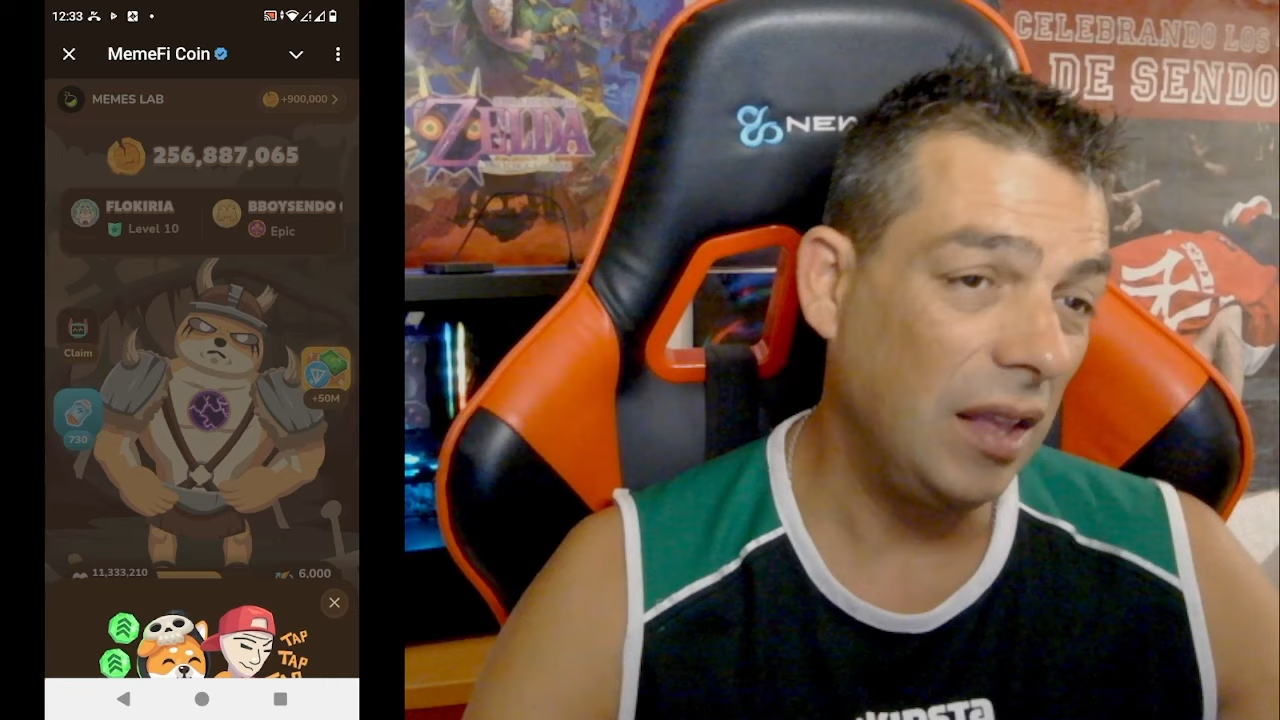 12:33
MemeFi Coin
MEMES LAB
+900,000
256,887,065
FLOKIRIA
Level 10
BBOYSENDO
Epic
Claim
+50M
730
11,333,210
6,000
TAP
TAP
ZELDA
NEW
CELEBRANDO LOS
DE SENDO
KIPSTA